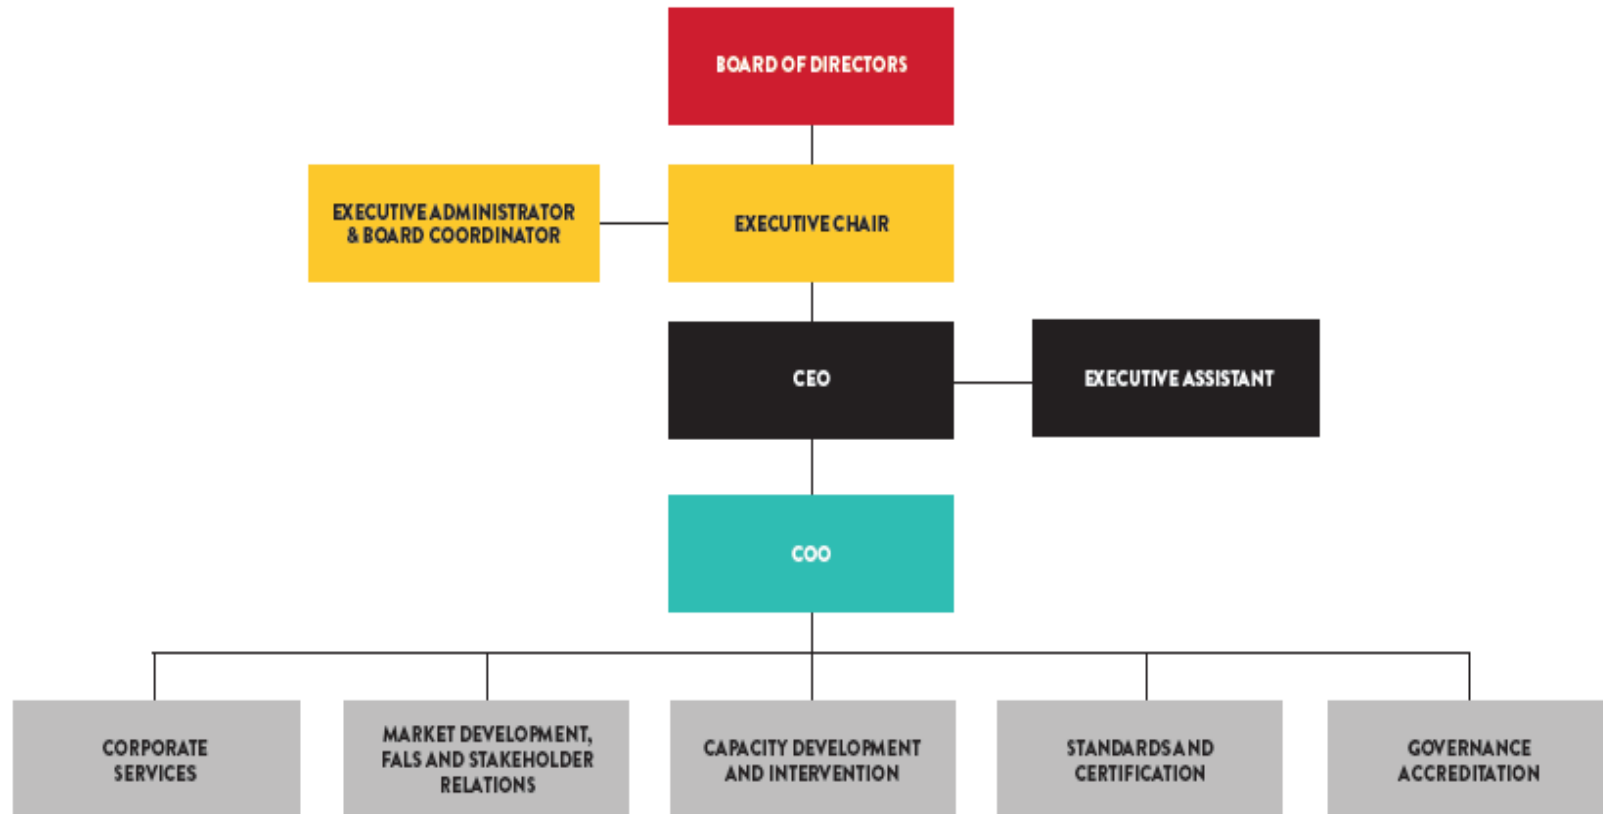 BOARD OF DIRECTORS
EXECUTIVE ADMINISTRATOR
& BOARD COORDINATOR
EXECUTIVE CHAIR
CEO
EXECUTIVE ASSISTANT
COO
CORPORATE
SERVICES
MARKET DEVELOPMENT,
FALS AND STAKEHOLDER
RELATIONS
CAPACITY DEVELOPMENT
AND INTERVENTION
STANDARDS AND
CERTIFICATION
GOVERNANCE
ACCREDITATION